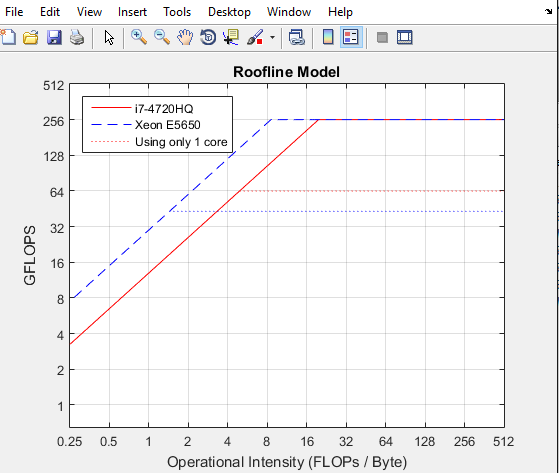 File Edit View Insert Tools Desktop Window Help
Roofline Model
i7-4720HQ
Xeon E5650
Using only 1 core
512
256
128
64
32
16
8
4
2
1
GFLOPS
0.25 0.5 1 2 4 8 16 32 64 128 256 512
Operational Intensity (FLOPs / Byte)